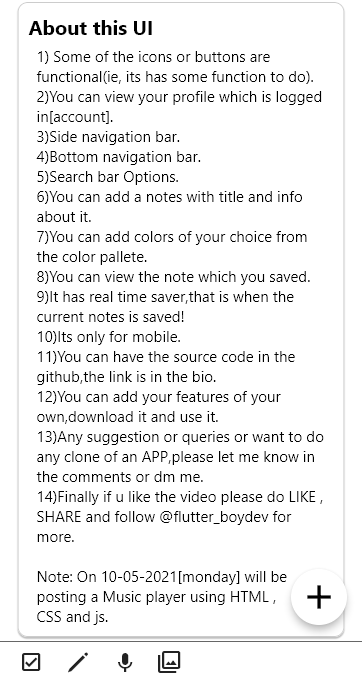 About this UI
1) Some of the icons or buttons are
functional(ie, its has some function to do).
2)You can view your profile which is logged
in[account].
3)Side navigation bar.
4)Bottom navigation bar.
5)Search bar Options.
6)You can add a notes with title and info
about it.
7)You can add colors of your choice from
the color pallete.
8)You can view the note which you saved.
9)It has real time saver,that is when the
current notes is saved!
10)Its only for mobile.
11)You can have the source code in the
github,the link is in the bio.
12)You can add your features of your
own,download it and use it.
13)Any suggestion or queries or want to do
any clone of an APP,please let me know in
the comments or dm me.
14)Finally if u like the video please do LIKE ,
SHARE and follow @flutter_boydev for
more.
Note: On 10-05-2021[monday] will be
posting a Music player using HTML ,
CSS and js.